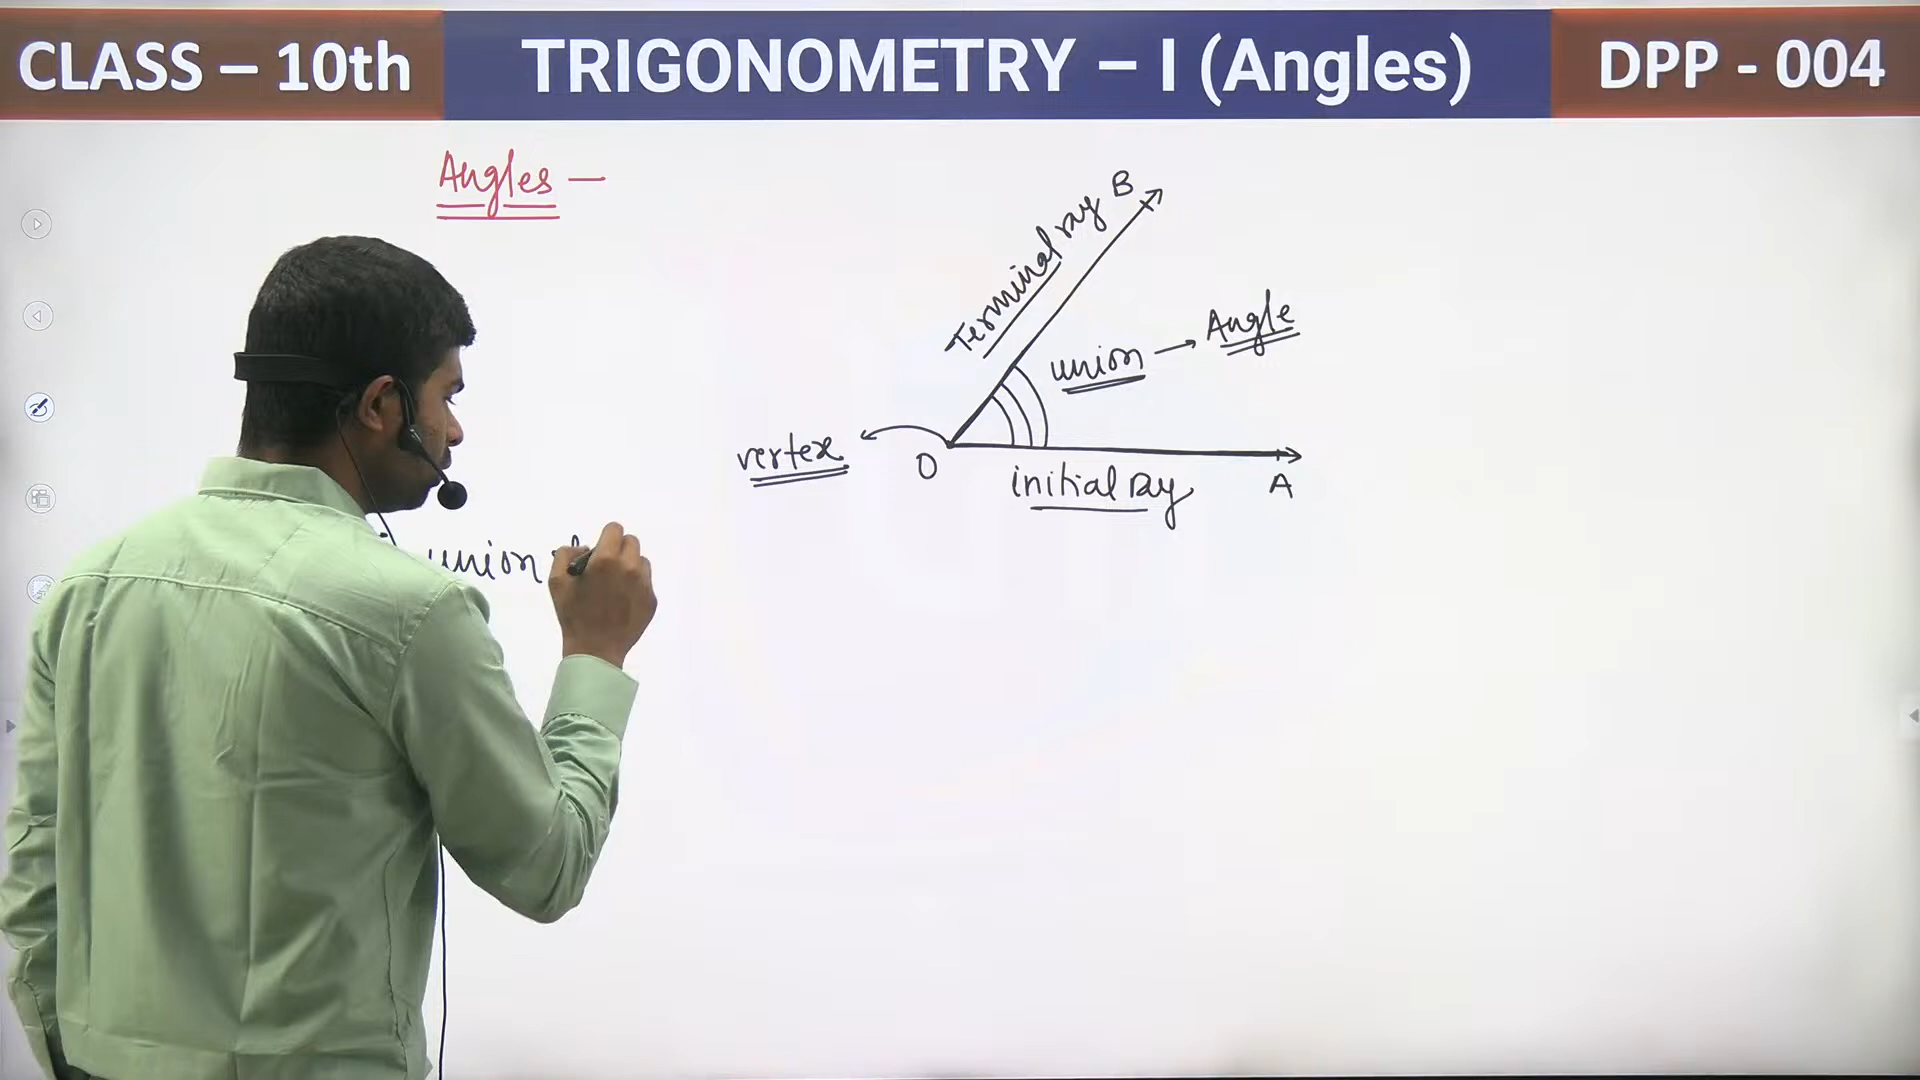 CLASS – 10th
TRIGONOMETRY – I (Angles)
DPP - 004
Angles —
Terminal ray B
union → Angle
vertex
O
initial ray
A
union